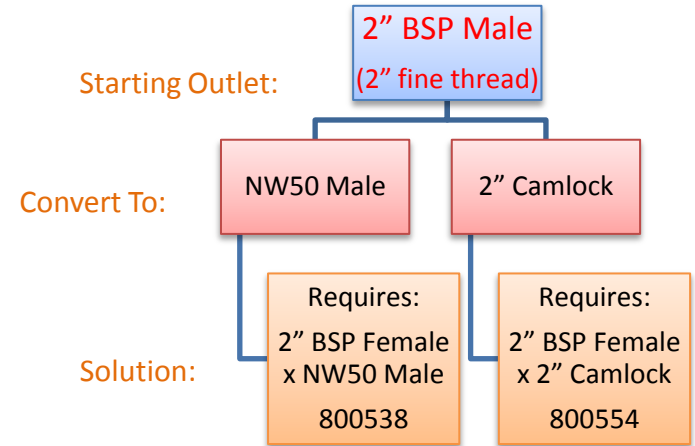 2” BSP Male
(2” fine thread)
Starting Outlet:
NW50 Male
2” Camlock
Convert To:
Requires:
2” BSP Female
x NW50 Male
800538
Requires:
2” BSP Female
x 2” Camlock
800554
Solution: